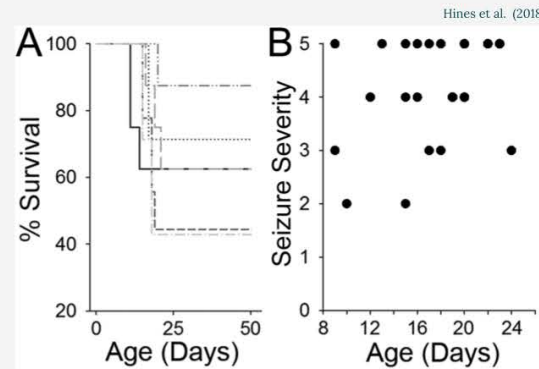 Hines et al. (2018
A
B
% Survival
100
80
60
40
20
0
25
50
Age (Days)
Seizure Severity
5
4
3
2
1
0
8
12
16
20
24
Age (Days)